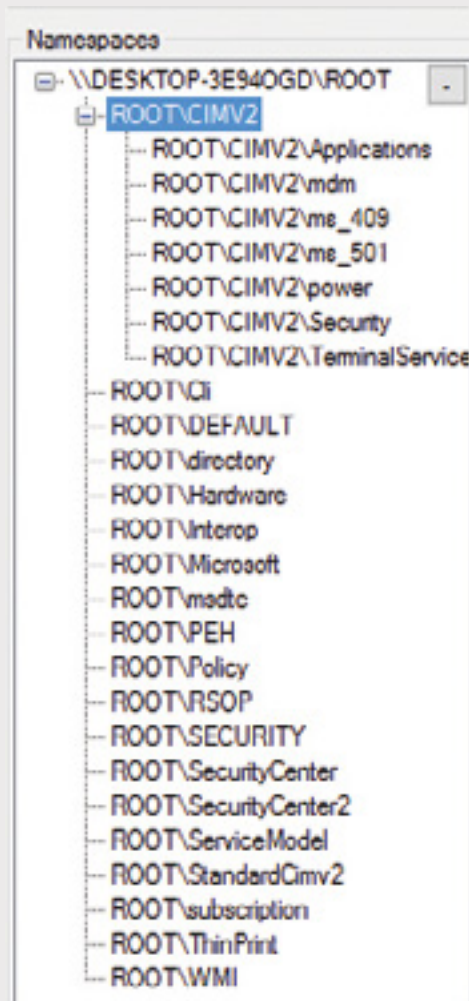 Namespaces
\\DESKTOP-3E94OGD\ROOT
-
ROOT\CIMV2
ROOT\CIMV2\Applications
ROOT\CIMV2\mdm
ROOT\CIMV2\ms_409
ROOT\CIMV2\ms_501
ROOT\CIMV2\power
ROOT\CIMV2\Security
ROOT\CIMV2\TerminalService
ROOT\Cli
ROOT\DEFAULT
ROOT\directory
ROOT\Hardware
ROOT\Interop
ROOT\Microsoft
ROOT\msdtc
ROOT\PEH
ROOT\Policy
ROOT\RSOP
ROOT\SECURITY
ROOT\SecurityCenter
ROOT\SecurityCenter2
ROOT\ServiceModel
ROOT\StandardCimv2
ROOT\subscription
ROOT\ThinPrint
ROOT\WMI